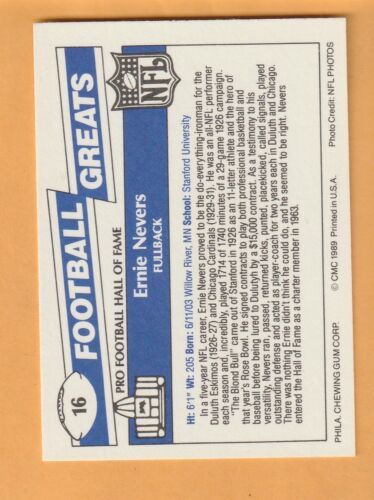 16
FOOTBALL
GREATS
NFL
PRO FOOTBALL HALL OF FAME
Ernie Nevers
FULLBACK
Ht: 6'1" Wt: 205 Born: 6/11/03 Willow River, MN School: Stanford University
In a five-year NFL career, Ernie Nevers proved to be the do-everything-ironman for the
Duluth Eskimos (1926-27) and Chicago Cardinals (1929-31). He was an all-NFL performer
each season and, incredibly, played 1714 of 1740 minutes of a 29-game 1926 campaign.
"The Blond Bull" came out of Stanford in 1926 as an 11-letter athlete and the hero of
that year's Rose Bowl. He signed contracts to play both professional basketball and
baseball before being lured to Dulutyh by a $15,000 contract. As a testimony to his
versatility, Nevers ran, passed, returned kicks, punted, placekicked, called signals, played
outstanding defense and acted as player-coach for two years each in Duluth and Chicago.
There was nothing Ernie didn't think he could do, and he seemed to be right. Nevers
entered the Hall of Fame as a charter member in 1963.
PHILA. CHEWING GUM CORP. © CMC 1989 Printed in U.S.A. Photo Credit: NFL PHOTOS